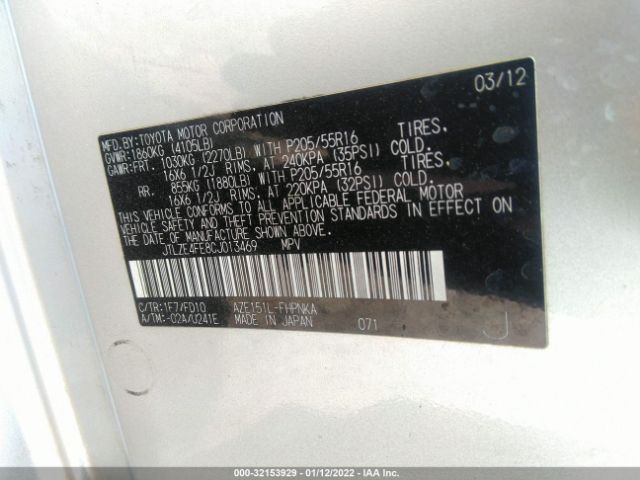 03/12
MFD.BY:TOYOTA MOTOR CORPORATION
GVWR:1860KG (4105LB)
GAWR:FRT. 1030KG (2270LB) WITH P205/55R16 TIRES.
16X6 1/2J RIMS, AT 240KPA (35PSI) COLD.
RR. 855KG (1880LB) WITH P205/55R16 TIRES.
16X6 1/2J RIMS, AT 220KPA (32PSI) COLD.
THIS VEHICLE CONFORMS TO ALL APPLICABLE FEDERAL MOTOR
VEHICLE SAFETY AND THEFT PREVENTION STANDARDS IN EFFECT ON
THE DATE OF MANUFACTURE SHOWN ABOVE.
JTLZE4FE8CJ013469 MPV
C/TR:1F7/FD10 AZE151L-FHPNKA
A/TM:-02A/U241E MADE IN JAPAN 071 J
000-32153929 - 01/12/2022 - IAA Inc.